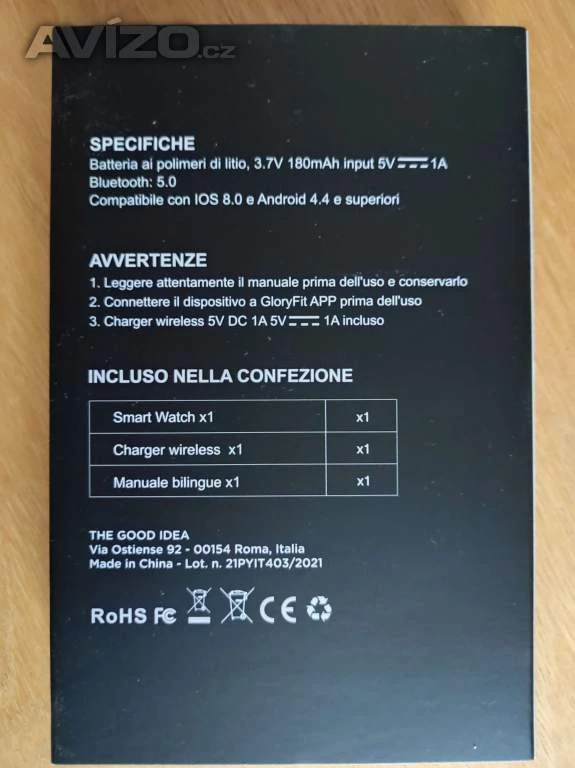 AVÍZO.cz
SPECIFICHE
Batteria ai polimeri di litio, 3.7V 180mAh input 5V⎓1A
Bluetooth: 5.0
Compatibile con IOS 8.0 e Android 4.4 e superiori
AVVERTENZE
1. Leggere attentamente il manuale prima dell'uso e conservarlo
2. Connettere il dispositivo a GloryFit APP prima dell'uso
3. Charger wireless 5V DC 1A 5V⎓1A incluso
INCLUSO NELLA CONFEZIONE
Smart Watch x1 x1
Charger wireless x1 x1
Manuale bilingue x1 x1
THE GOOD IDEA
Via Ostiense 92 - 00154 Roma, Italia
Made in China - Lot. n. 21PYIT403/2021
RoHS FC CE